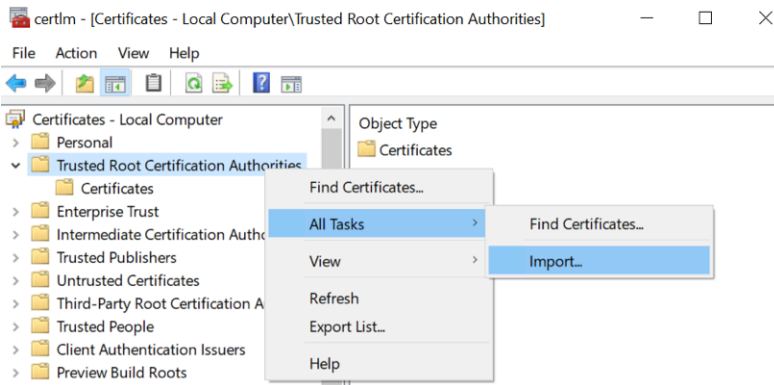 certlm - [Certificates - Local Computer\Trusted Root Certification Authorities]
File Action View Help
Certificates - Local Computer
Personal
Trusted Root Certification Authorities
Certificates
Enterprise Trust
Intermediate Certification Autho
Trusted Publishers
Untrusted Certificates
Third-Party Root Certification A
Trusted People
Client Authentication Issuers
Preview Build Roots
Object Type
Certificates
Find Certificates...
All Tasks
View
Refresh
Export List...
Help
Find Certificates...
Import...